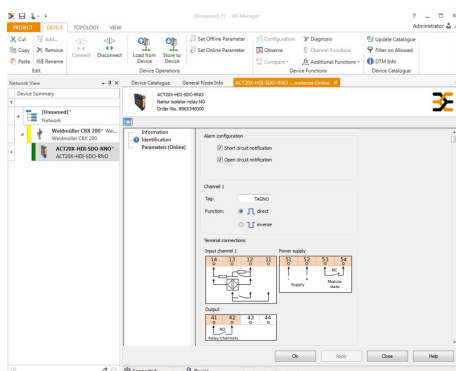 [Unnamed] (*) - WI-Manager
PROJECT DEVICE TOPOLOGY VIEW
Administrator
Cut Add...
Copy Remove
Paste Rename
Edit
Connect Disconnect
Load from Device Store to Device
Device Operations
Set Offline Parameter
Set Online Parameter
Configuration Diagnosis
Observe Channel Functions
Compare Additional Functions
Device Functions
Update Catalogue
Filter on Allowed
DTM Info
Device Catalogue
Network View
Device Summary
[Unnamed]*
Network
Weidmüller CBX 200* Wei...
Weidmüller CBX 200
ACT20X-HDI-SDO-RNO* ..
ACT20X-HDI-SDO-RNO
Device Catalogue General Node Info ACT20X-HDI-SDO-RNO
ACT20X-HDI-SDO-RNO
Namur isolator-relay-NO
Order-No. 8965340000
Information
Identification
Parameters (Online)
Alarm configuration
Short circuit notification
Open circuit notification
Channel 1
Tag: TAGNO
Function: direct
inverse
Terminal connections
Input channel 1 Power supply
14 13 12 11 51 52 53 54
NC
- +
Supply Module state
Output
41 42 43 44
NO
Relay-Channel1
Ok Apply Close Help
Connected Device